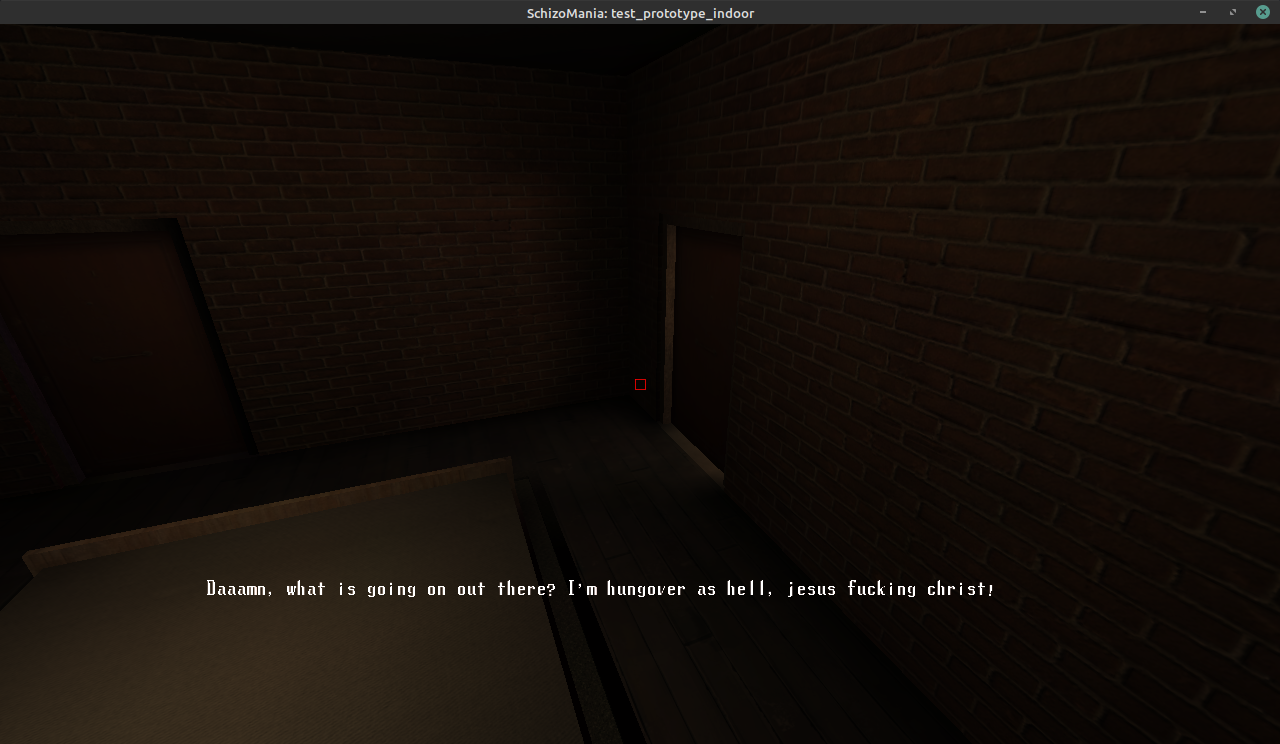 SchizoMania: test_prototype_indoor
Daaamn, what is going on out there? I'm hungover as hell, jesus fucking christ!